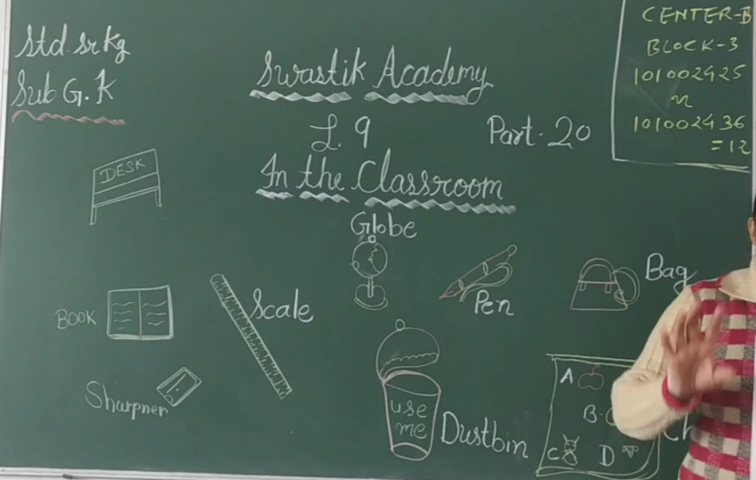 Std. Sr Kg
Sub G.K
Swastik Academy
L. 9
Part-20
In the Classroom
CENTER-B
BLOCK-3
101002425
101002436
=12
DESK
Globe
BOOK
Scale
Pen
Bag
Sharpner
use
me
Dustbin
A
B
C
D
Ch